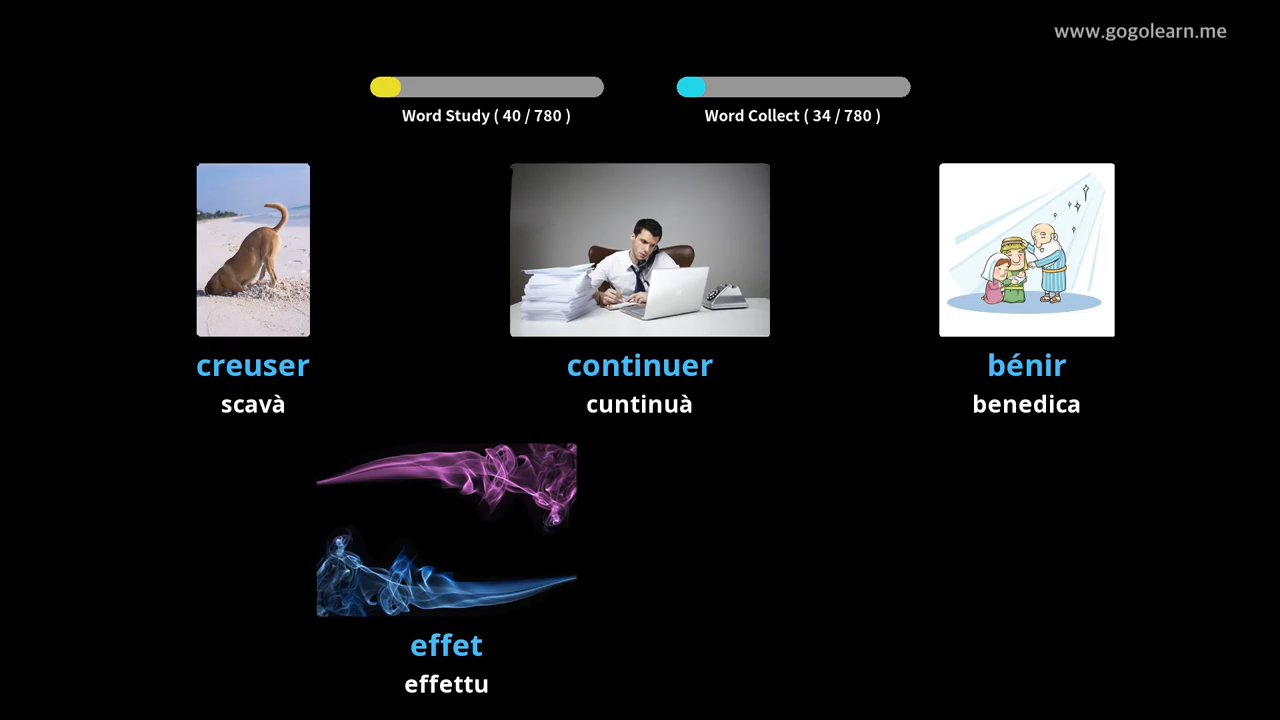 www.gogolearn.me
Word Study ( 40 / 780 )
Word Collect ( 34 / 780 )
creuser
scavà
continuer
cuntinuà
bénir
benedica
effet
effettu